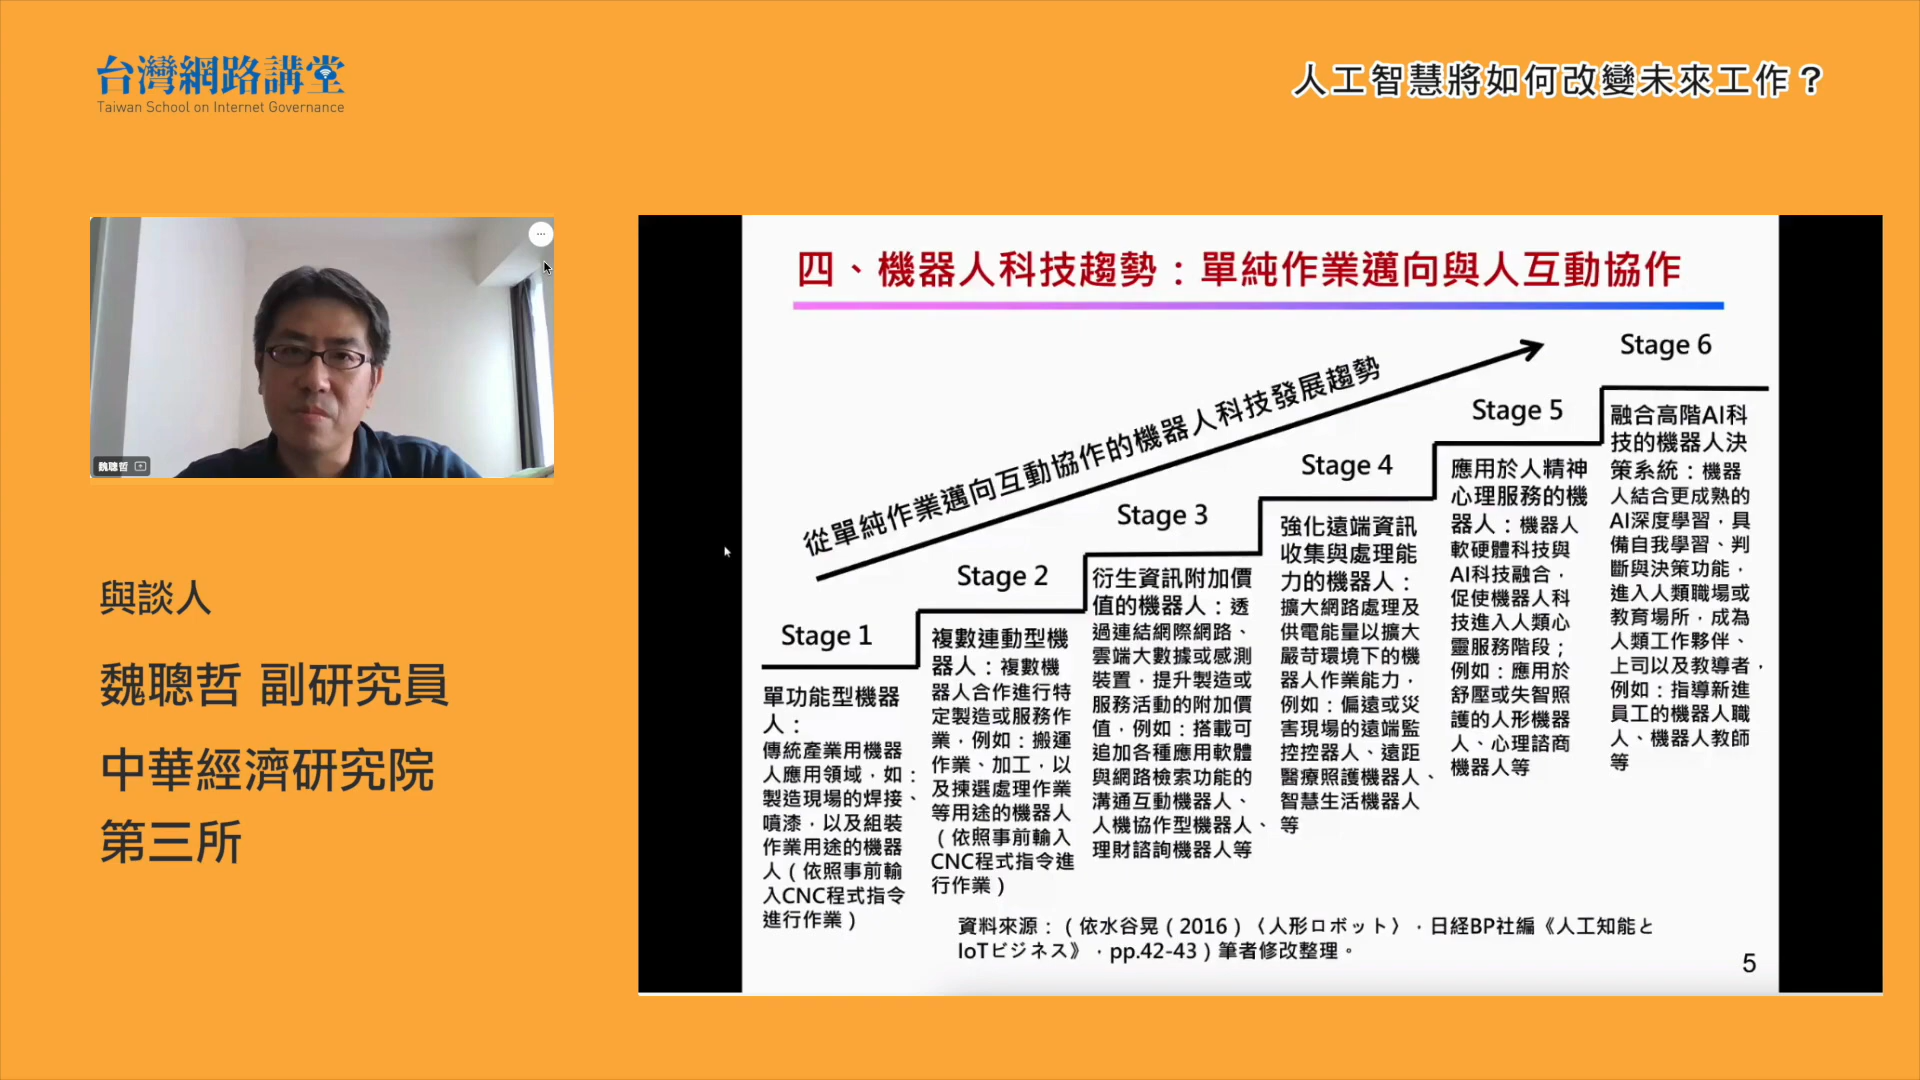 台灣網路講堂
Taiwan School on Internet Governance
人工智慧將如何改變未來工作？
魏聰哲
與談人
魏聰哲 副研究員
中華經濟研究院
第三所
四、機器人科技趨勢：單純作業邁向與人互動協作
從單純作業邁向互動協作的機器人科技發展趨勢
Stage 1
單功能型機器
人：
傳統產業用機器
人應用領域，如：
製造現場的焊接、
噴漆，以及組裝
作業用途的機器
人（依照事前輸
入CNC程式指令
進行作業）
Stage 2
複數連動型機
器人：複數機
器人合作進行特
定製造或服務作
業，例如：搬運
作業、加工，以
及揀選處理作業
等用途的機器人
（依照事前輸入
CNC程式指令進
行作業）
Stage 3
衍生資訊附加價
值的機器人：透
過連結網際網路、
雲端大數據或感測
裝置，提升製造或
服務活動的附加價
值，例如：搭載可
追加各種應用軟體
與網路檢索功能的
溝通互動機器人、
人機協作型機器人、
理財諮詢機器人等
Stage 4
強化遠端資訊
收集與處理能
力的機器人：
擴大網路處理及
供電能量以擴大
嚴苛環境下的機
器人作業能力，
例如：偏遠或災
害現場的遠端監
控控器人、遠距
醫療照護機器人、
智慧生活機器人
等
Stage 5
應用於人精神
心理服務的機
器人：機器人
軟硬體科技與
AI科技融合，
促使機器人科
技進入人類心
靈服務階段；
例如：應用於
舒壓或失智照
護的人形機器
人、心理諮商
機器人等
Stage 6
融合高階AI科
技的機器人決
策系統：機器
人結合更成熟的
AI深度學習，具
備自我學習、判
斷與決策功能，
進入人類職場或
教育場所，成為
人類工作夥伴、
上司以及教導者，
例如：指導新進
員工的機器人職
人、機器人教師
等
資料來源：（依水谷晃（2016）〈人形ロボット〉，日経BP社編《人工知能と
IoTビジネス》，pp.42-43）筆者修改整理。
5